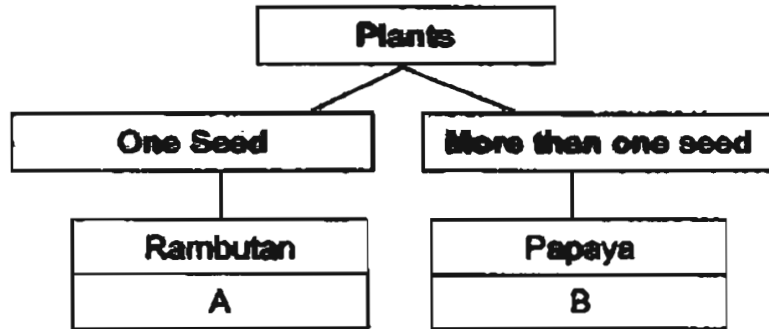 Plants
One Seed
More than one seed
Rambutan
Papaya
A
B